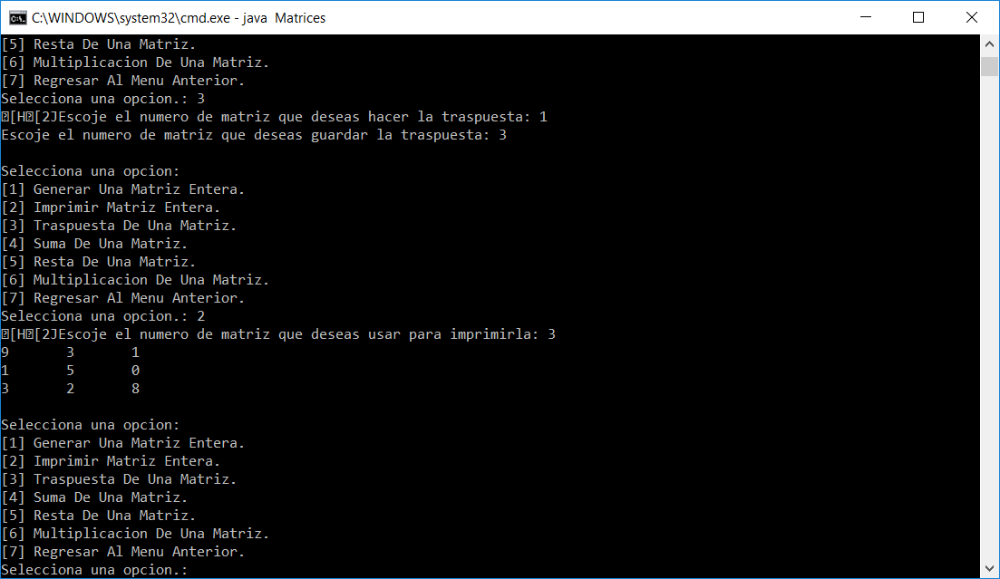 C:\WINDOWS\system32\cmd.exe - java  Matrices
[5] Resta De Una Matriz.
[6] Multiplicacion De Una Matriz.
[7] Regresar Al Menu Anterior.
Selecciona una opcion.: 3
⍰[H⍰[2JEscoje el numero de matriz que deseas hacer la traspuesta: 1
Escoje el numero de matriz que deseas guardar la traspuesta: 3

Selecciona una opcion:
[1] Generar Una Matriz Entera.
[2] Imprimir Matriz Entera.
[3] Traspuesta De Una Matriz.
[4] Suma De Una Matriz.
[5] Resta De Una Matriz.
[6] Multiplicacion De Una Matriz.
[7] Regresar Al Menu Anterior.
Selecciona una opcion.: 2
⍰[H⍰[2JEscoje el numero de matriz que deseas usar para imprimirla: 3
9       3       1
1       5       0
3       2       8

Selecciona una opcion:
[1] Generar Una Matriz Entera.
[2] Imprimir Matriz Entera.
[3] Traspuesta De Una Matriz.
[4] Suma De Una Matriz.
[5] Resta De Una Matriz.
[6] Multiplicacion De Una Matriz.
[7] Regresar Al Menu Anterior.
Selecciona una opcion.: